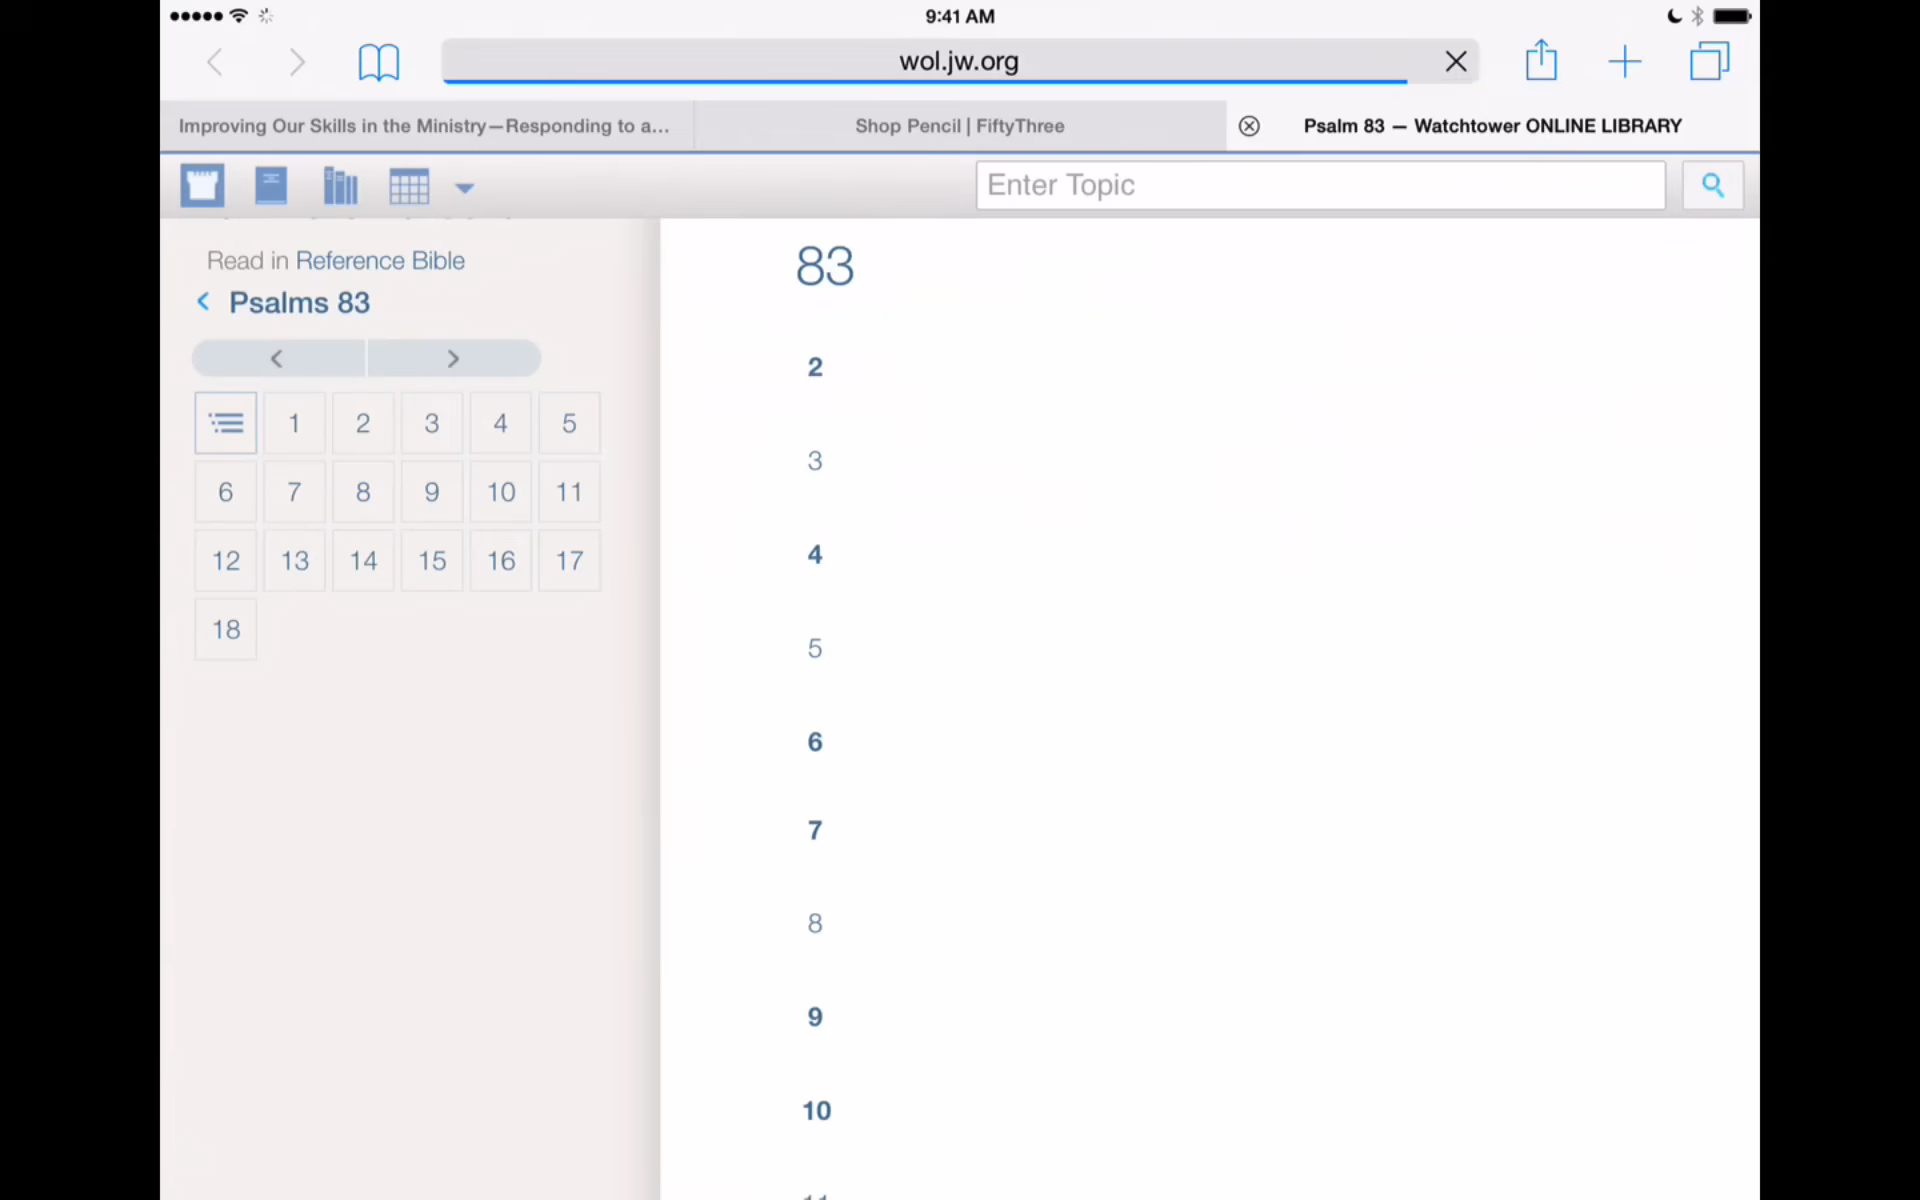 9:41 AM
wol.jw.org
Improving Our Skills in the Ministry—Responding to a...
Shop Pencil | FiftyThree
Psalm 83 — Watchtower ONLINE LIBRARY
Enter Topic
Read in Reference Bible
Psalms 83
1 2 3 4 5
6 7 8 9 10 11
12 13 14 15 16 17
18
83
2
3
4
5
6
7
8
9
10